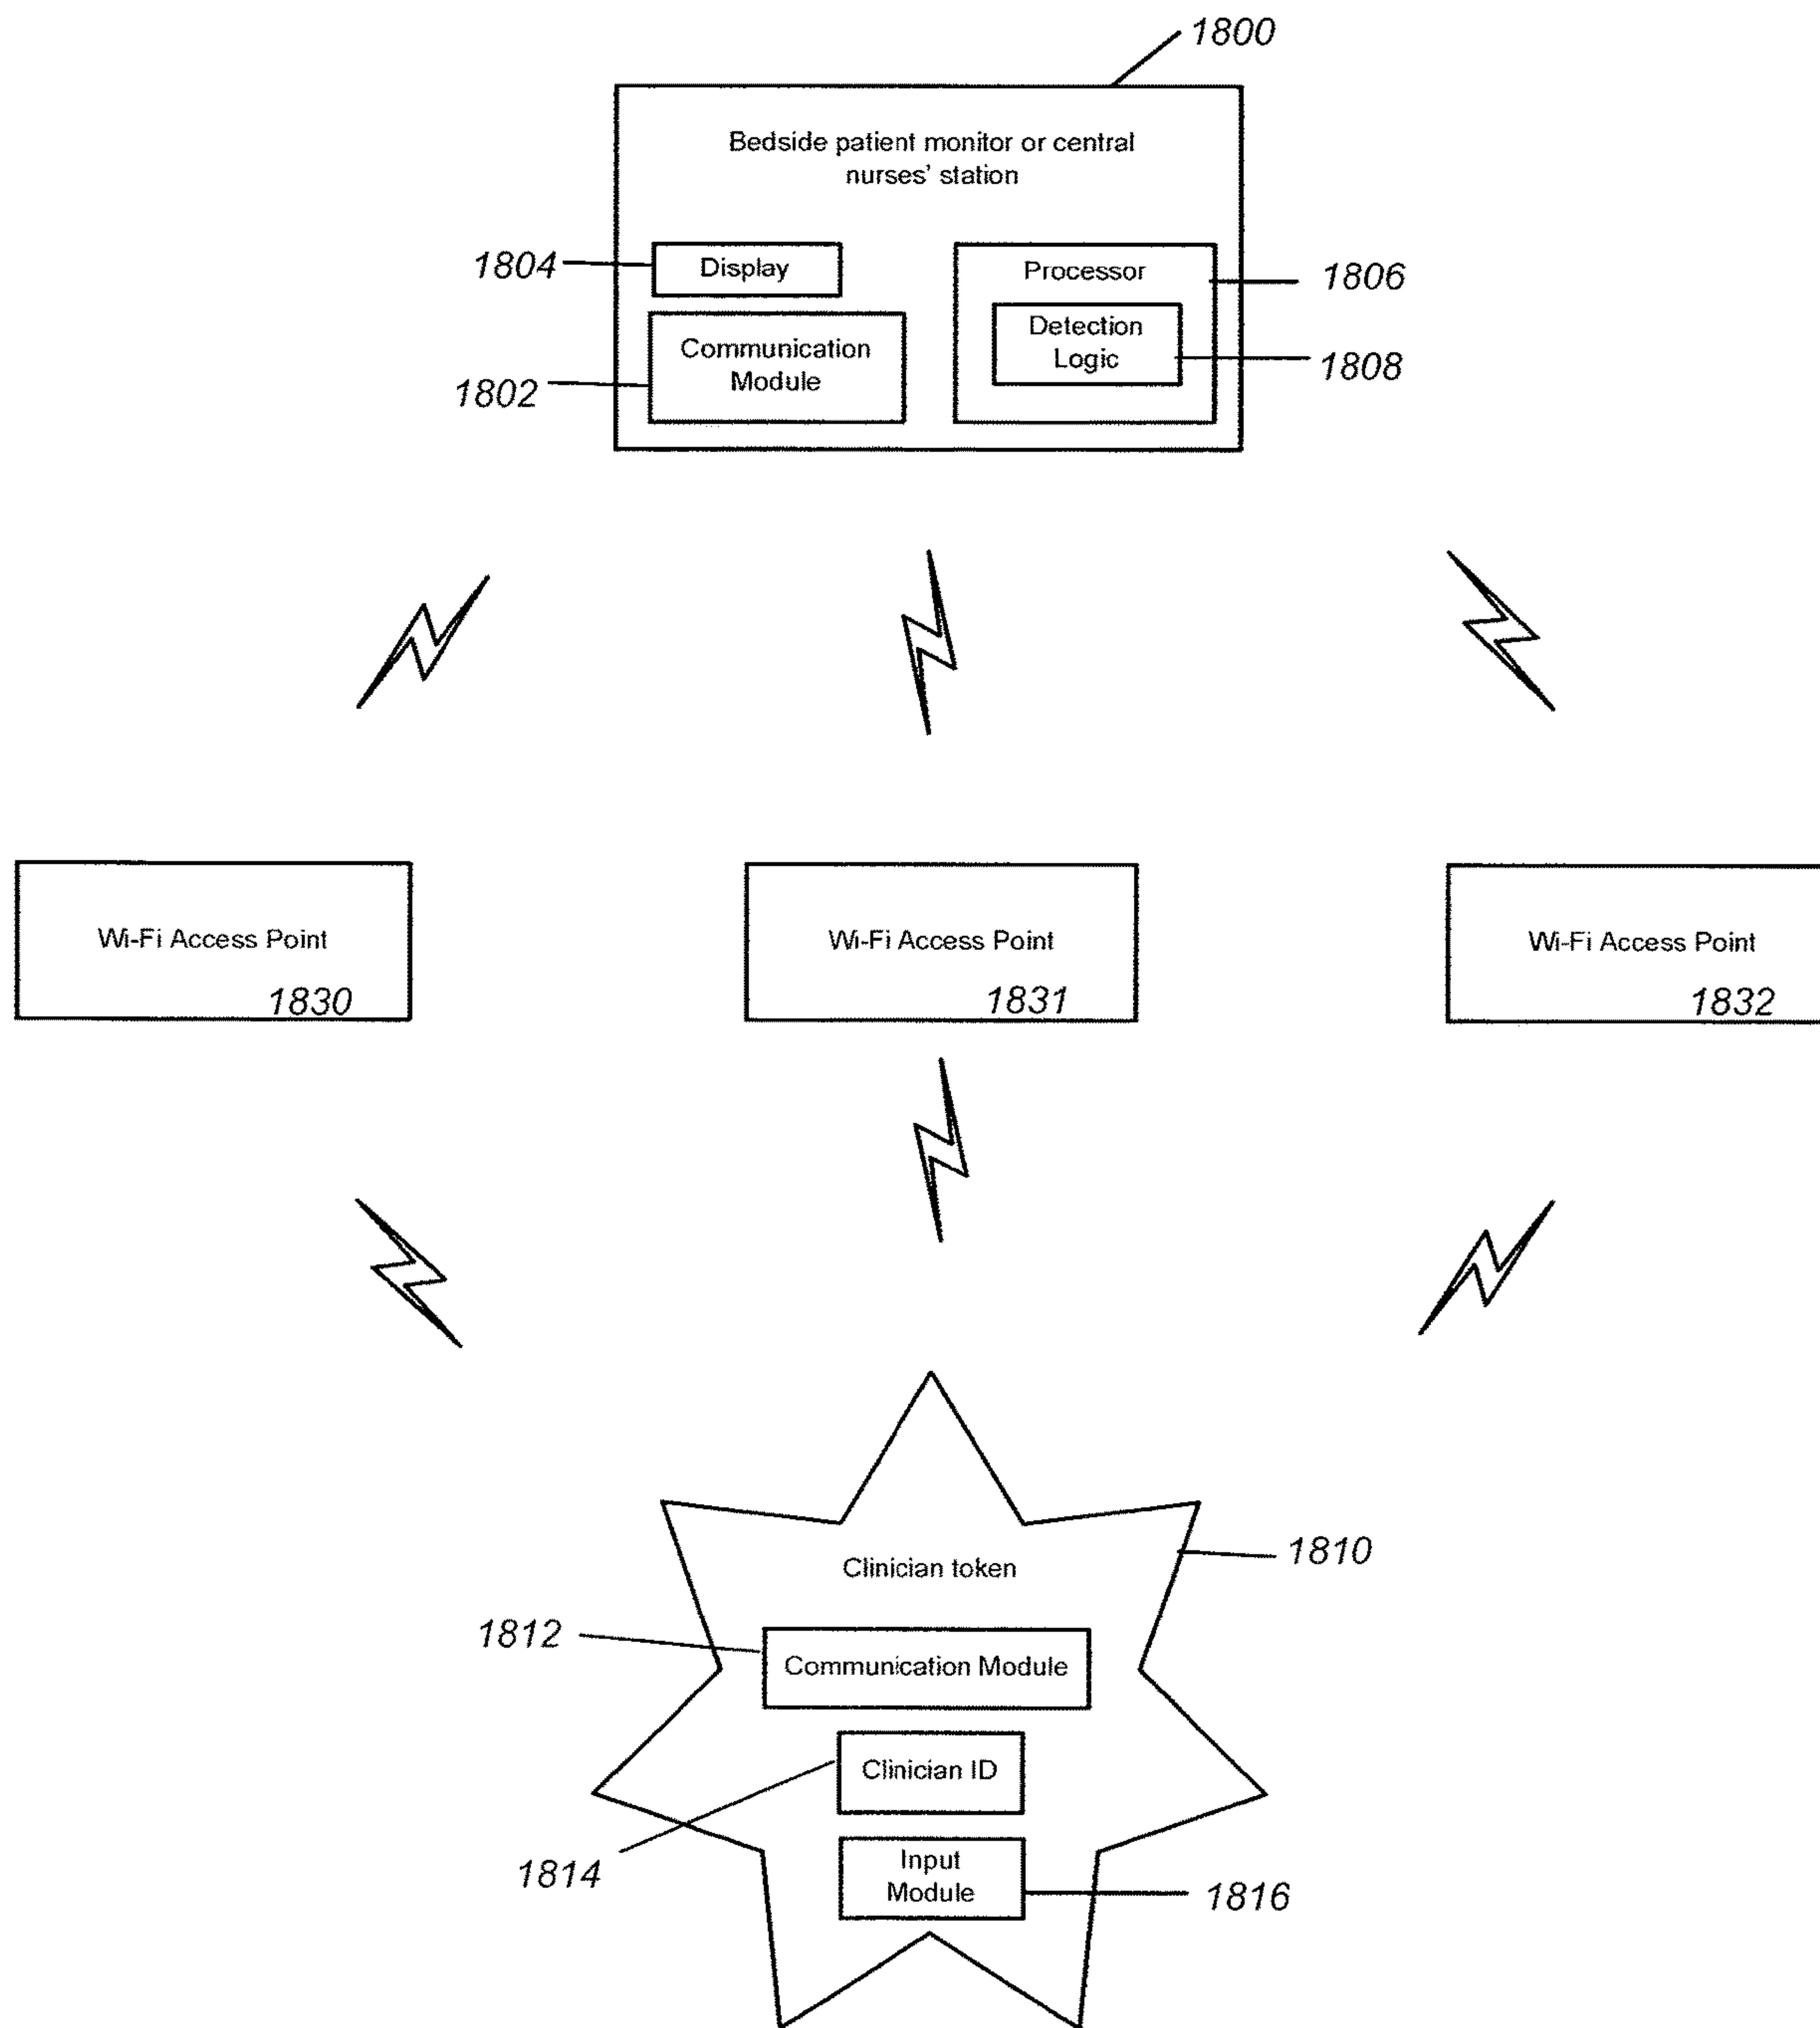 1800
Bedside patient monitor or central
nurses' station
1804
Display
Processor
1806
Detection
Logic
1808
Communication
Module
1802
Wi-Fi Access Point
1830
Wi-Fi Access Point
1831
Wi-Fi Access Point
1832
Clinician token
1810
1812
Communication Module
Clinician ID
1814
Input
Module
1816